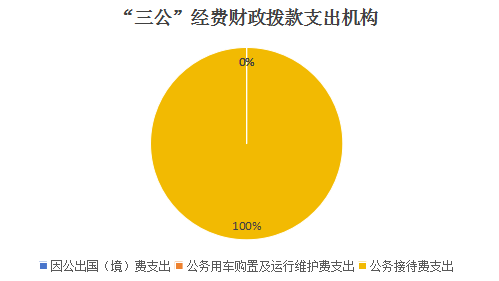 “三公”经费财政拨款支出机构
0%
100%
因公出国（境）费支出 公务用车购置及运行维护费支出 公务接待费支出